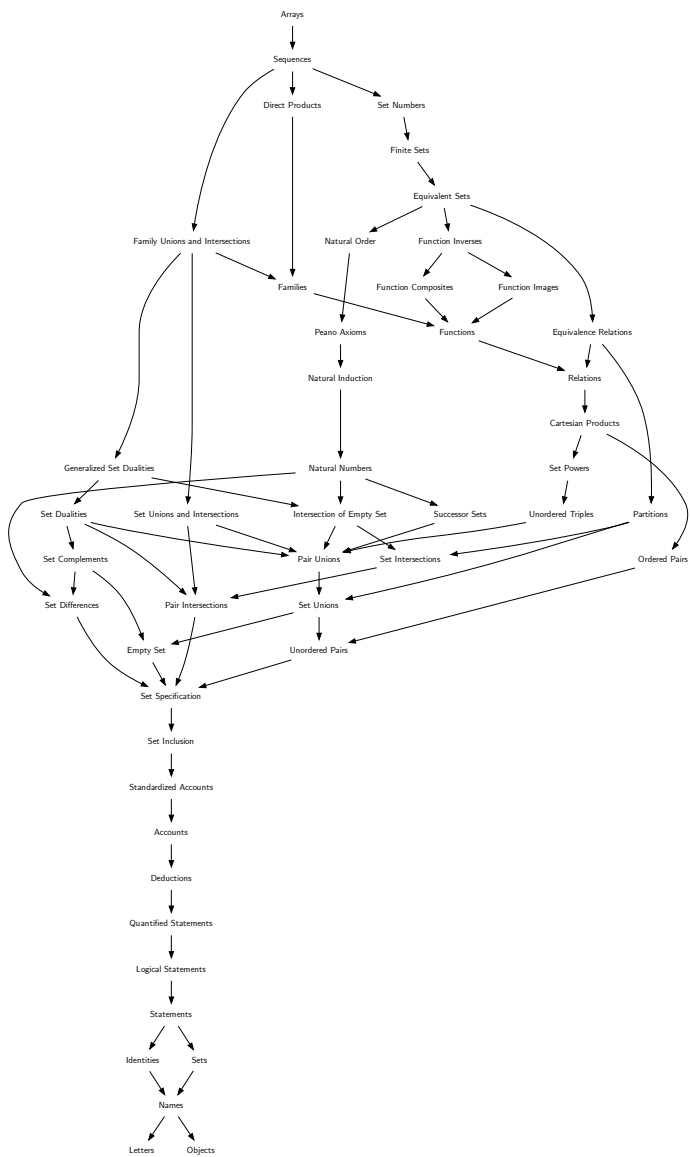 Arrays
Sequences
Direct Products
Set Numbers
Finite Sets
Equivalent Sets
Family Unions and Intersections
Natural Order
Function Inverses
Families
Function Composites
Function Images
Peano Axioms
Functions
Equivalence Relations
Natural Induction
Relations
Cartesian Products
Generalized Set Dualities
Natural Numbers
Set Powers
Set Dualities
Set Unions and Intersections
Intersection of Empty Set
Successor Sets
Unordered Triples
Partitions
Set Complements
Pair Unions
Set Intersections
Ordered Pairs
Set Differences
Pair Intersections
Set Unions
Empty Set
Unordered Pairs
Set Specification
Set Inclusion
Standardized Accounts
Accounts
Deductions
Quantified Statements
Logical Statements
Statements
Identities
Sets
Names
Letters
Objects